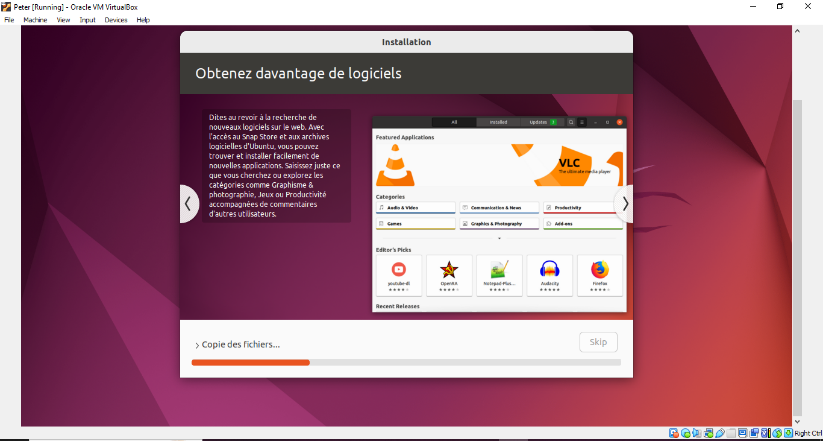 Peter [Running] - Oracle VM VirtualBox
File Machine View Input Devices Help
Installation
Obtenez davantage de logiciels
Dites au revoir à la recherche de
nouveaux logiciels sur le web. Avec
l'accès au Snap Store et aux archives
logicielles d'Ubuntu, vous pouvez
trouver et installer facilement de
nouvelles applications. Saisissez juste ce
que vous cherchez ou explorez les
catégories comme Graphisme &
photographie, Jeux ou Productivité
accompagnées de commentaires
d'autres utilisateurs.
All Installed Updates
Featured Applications
VLC
The ultimate media player
Categories
Audio & Video Communication & News Productivity
Games Graphics & Photography Add-ons
Editor's Picks
youtube-dl OpenRA Notepad-Plus... Audacity Firefox
Recent Releases
Copie des fichiers...
Skip
Right Ctrl